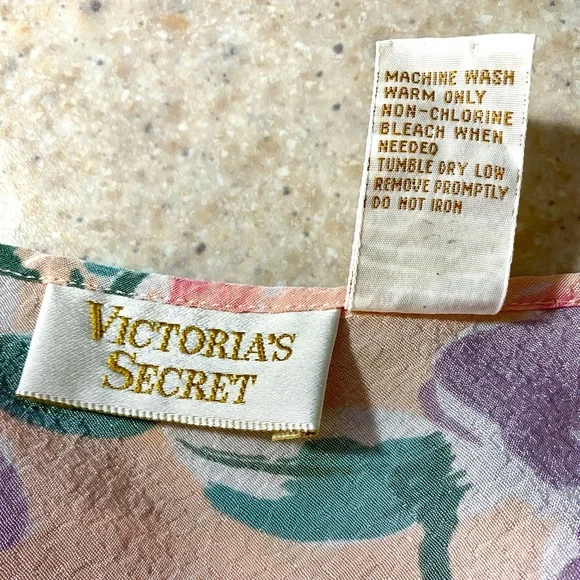 MACHINE WASH
WARM ONLY
NON-CHLORINE
BLEACH WHEN
NEEDED
TUMBLE DRY LOW
REMOVE PROMPTLY
DO NOT IRON
VICTORIA'S
SECRET